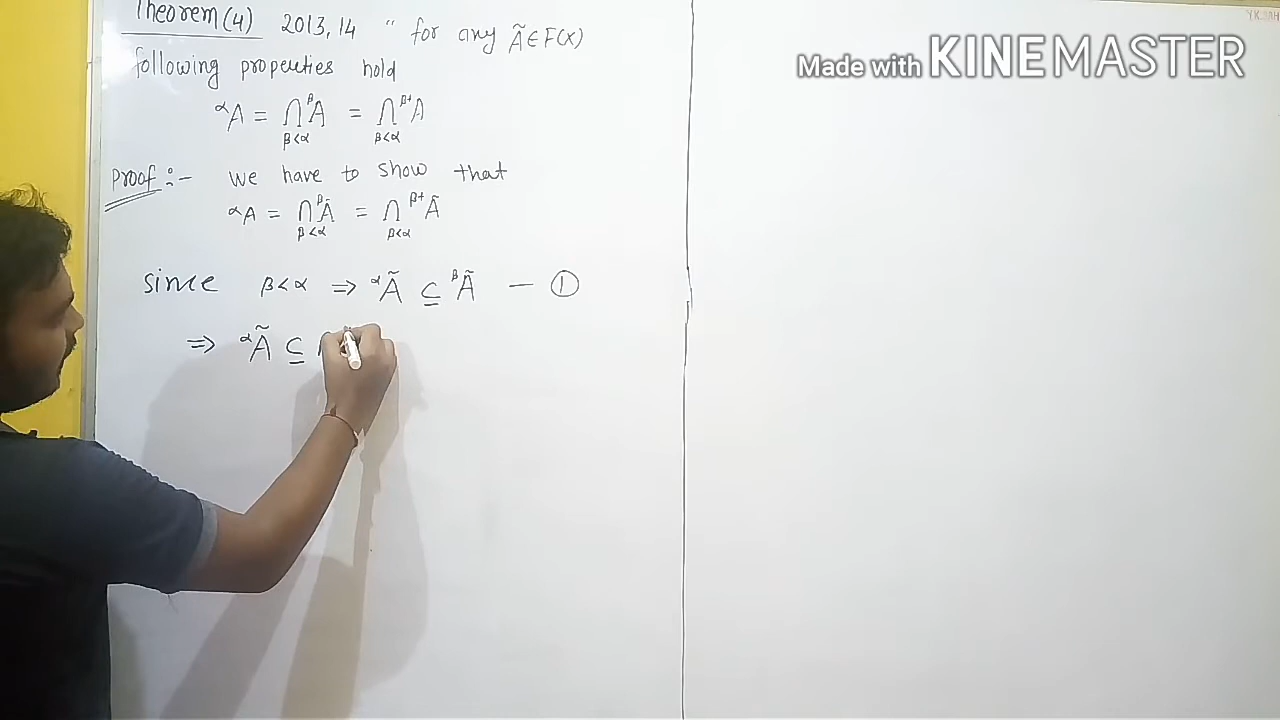 Theorem (4) 2013, 14 " for any Ã ∈ F(X)
following properties hold
ᵅA = ⋂ ᵝA = ⋂ ᵝ⁺A
β<α β<α
Proof :- we have to show that
ᵅA = ⋂ ᵝÃ = ⋂ ᵝ⁺Ã
β<α β<α
since β<α ⇒ ᵅÃ ⊆ ᵝÃ — ①
⇒ ᵅÃ ⊆
Made with KINEMASTER